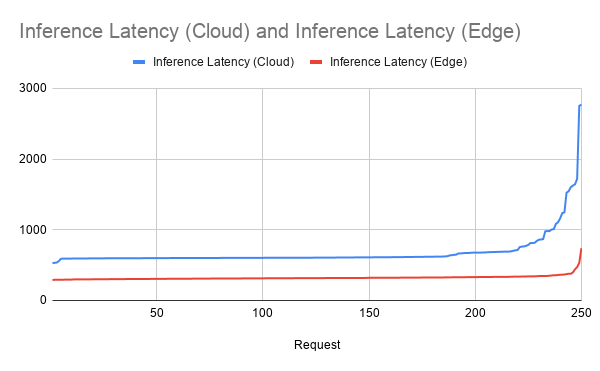 Inference Latency (Cloud) and Inference Latency (Edge)
Inference Latency (Cloud) Inference Latency (Edge)
3000
2000
1000
0
50 100 150 200 250
Request